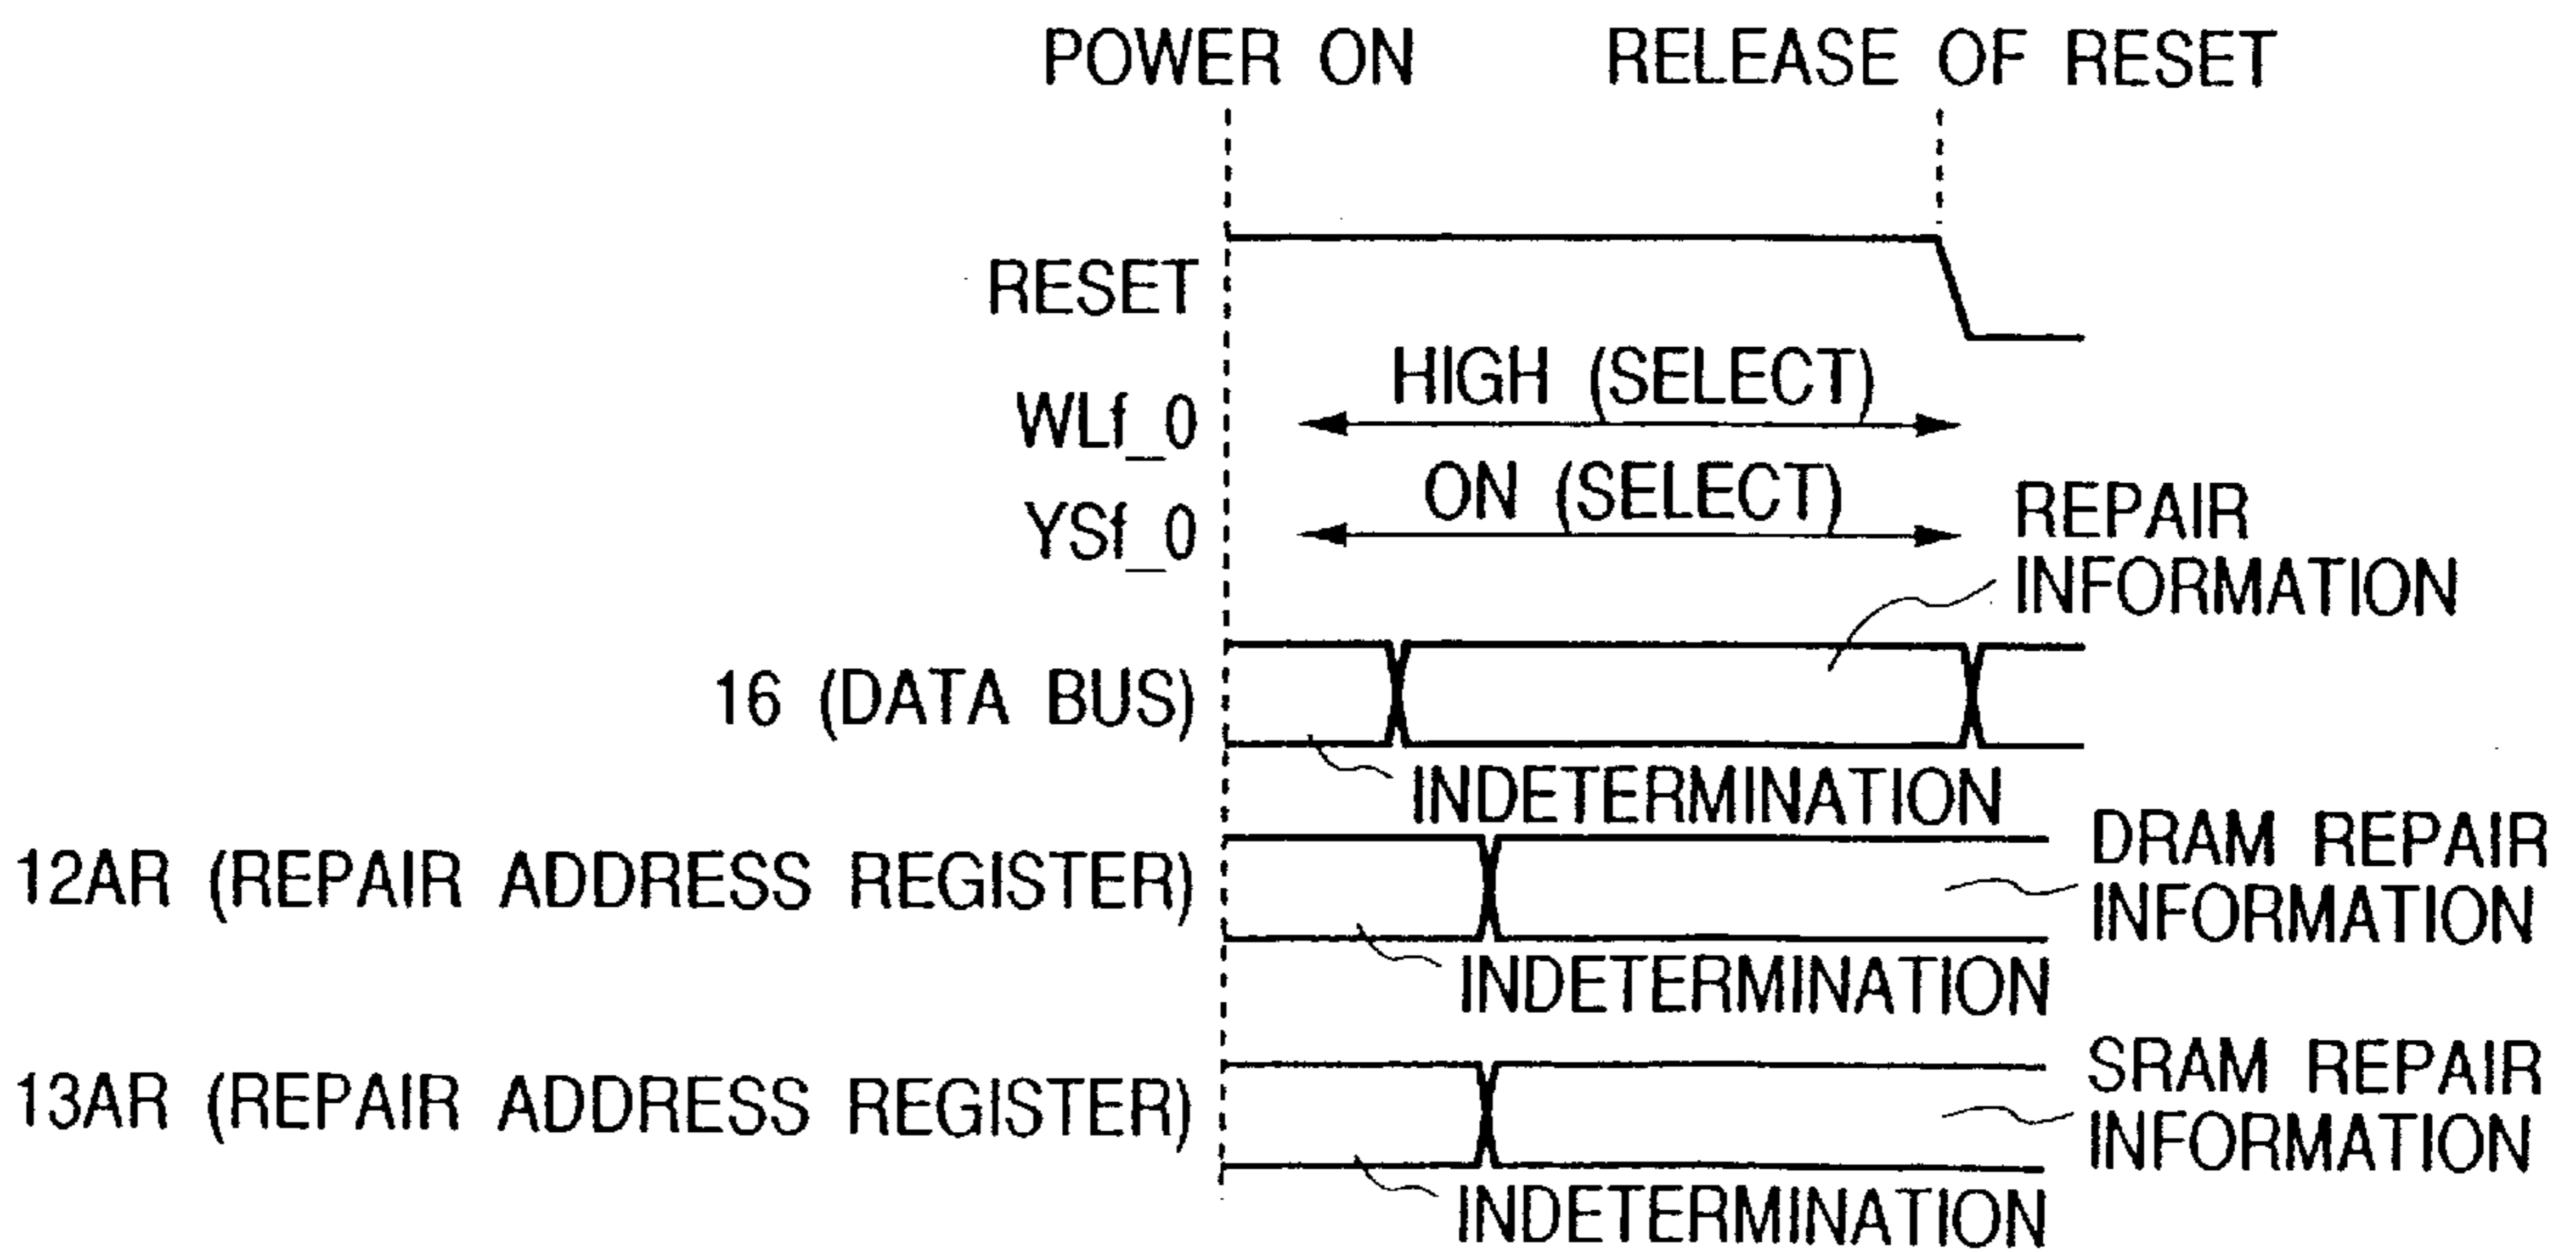 POWER ON
RELEASE OF RESET
RESET
HIGH (SELECT)
WLf_0
ON (SELECT)
YSf_0
REPAIR
INFORMATION
16 (DATA BUS)
INDETERMINATION
12AR (REPAIR ADDRESS REGISTER)
DRAM REPAIR
INFORMATION
INDETERMINATION
13AR (REPAIR ADDRESS REGISTER)
SRAM REPAIR
INFORMATION
INDETERMINATION